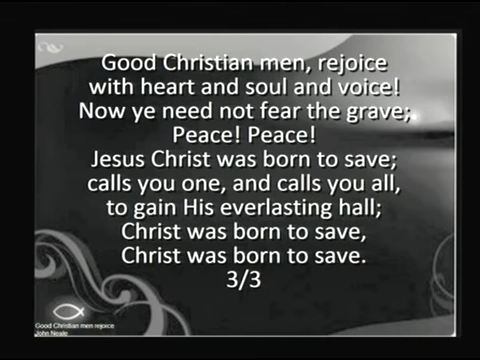 Good Christian men, rejoice
with heart and soul and voice!
Now ye need not fear the grave;
Peace! Peace!
Jesus Christ was born to save;
calls you one, and calls you all,
to gain His everlasting hall;
Christ was born to save,
Christ was born to save.
3/3
Good Christian men rejoice
John Neale